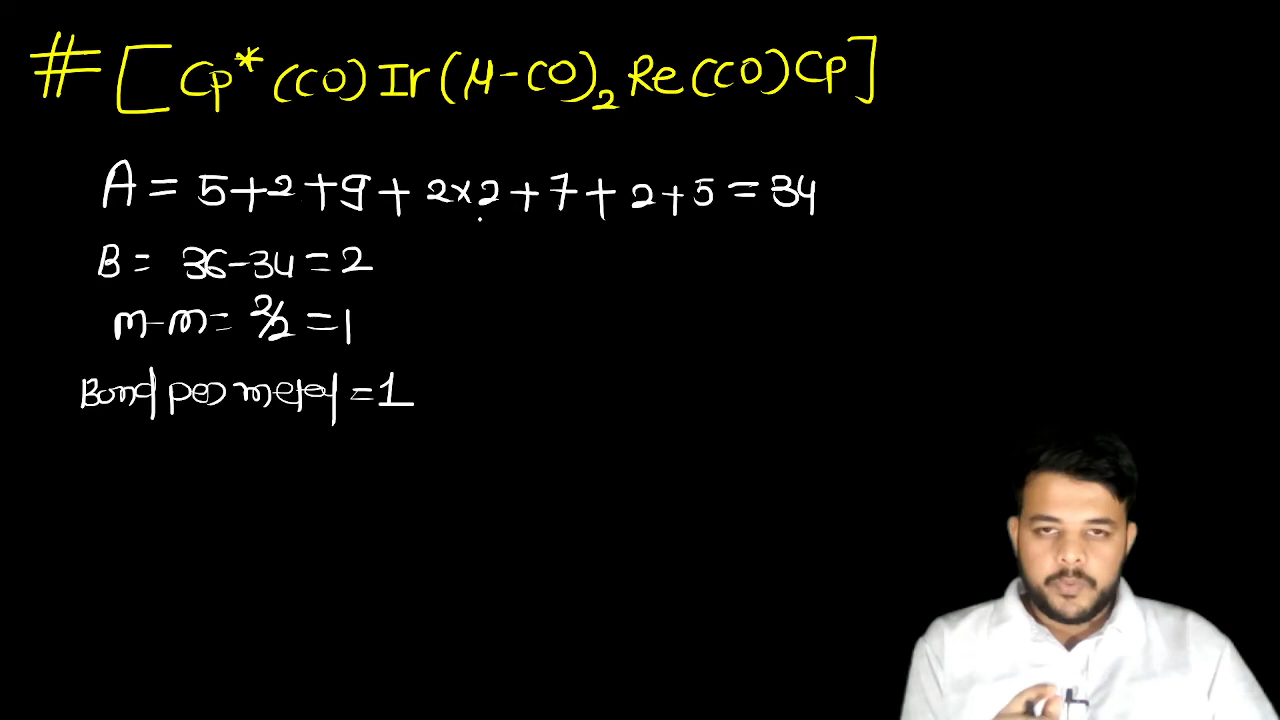 # [Cp*(CO)Ir(μ-CO)₂Re(CO)Cp]
A = 5+2+9+2×2+7+2+5 = 34
B = 36-34 = 2
m-m = 2/2 = 1
Bond per metal = 1